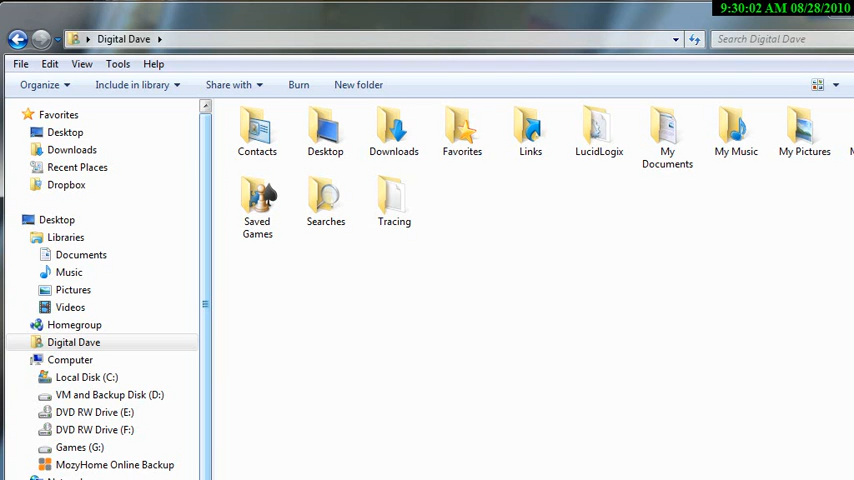 9:30:02 AM 08/28/2010
Digital Dave
Search Digital Dave
File Edit View Tools Help
Organize Include in library Share with Burn New folder
Favorites
Desktop
Downloads
Recent Places
Dropbox
Desktop
Libraries
Documents
Music
Pictures
Videos
Homegroup
Digital Dave
Computer
Local Disk (C:)
VM and Backup Disk (D:)
DVD RW Drive (E:)
DVD RW Drive (F:)
Games (G:)
MozyHome Online Backup
Contacts Desktop Downloads Favorites Links LucidLogix My Documents My Music My Pictures
Saved Games Searches Tracing